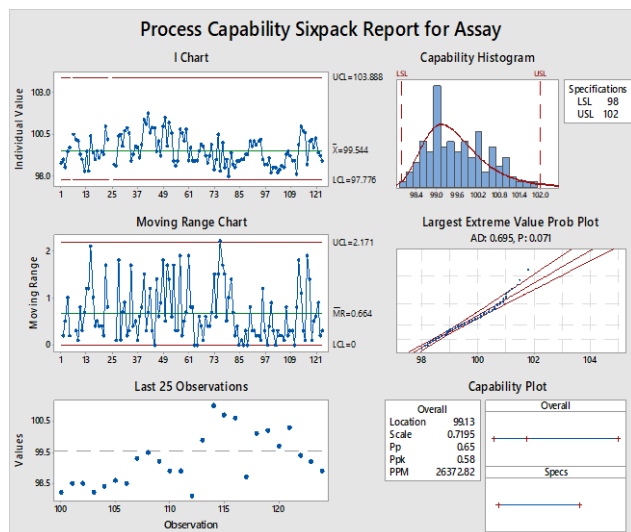 Process Capability Sixpack Report for Assay
I Chart
Individual Value
103.0
100.5
98.0
UCL=103.888
X̄=99.544
LCL=97.776
1 13 25 37 49 61 73 85 97 109 121
Capability Histogram
LSL USL
98.4 99.0 99.6 100.2 100.8 101.4 102.0
Specifications
LSL 98
USL 102
Moving Range Chart
Moving Range
2
1
0
UCL=2.171
M̄R̄=0.664
LCL=0
1 13 25 37 49 61 73 85 97 109 121
Largest Extreme Value Prob Plot
AD: 0.695, P: 0.071
98 100 102 104
Last 25 Observations
Values
100.5
99.5
98.5
100 105 110 115 120
Observation
Capability Plot
Overall
Location 99.13
Scale 0.7195
Pp 0.65
Ppk 0.58
PPM 26372.82
Overall
Specs